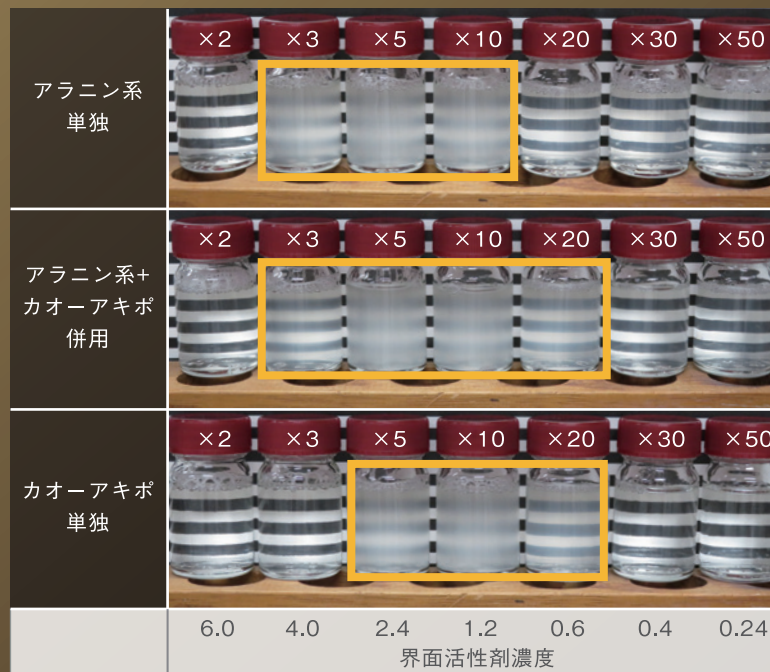 アラニン系
単独
×2 ×3 ×5 ×10 ×20 ×30 ×50
アラニン系+
カオーアキポ
併用
×2 ×3 ×5 ×10 ×20 ×30 ×50
カオーアキポ
単独
×2 ×3 ×5 ×10 ×20 ×30 ×50
6.0 4.0 2.4 1.2 0.6 0.4 0.24
界面活性剤濃度